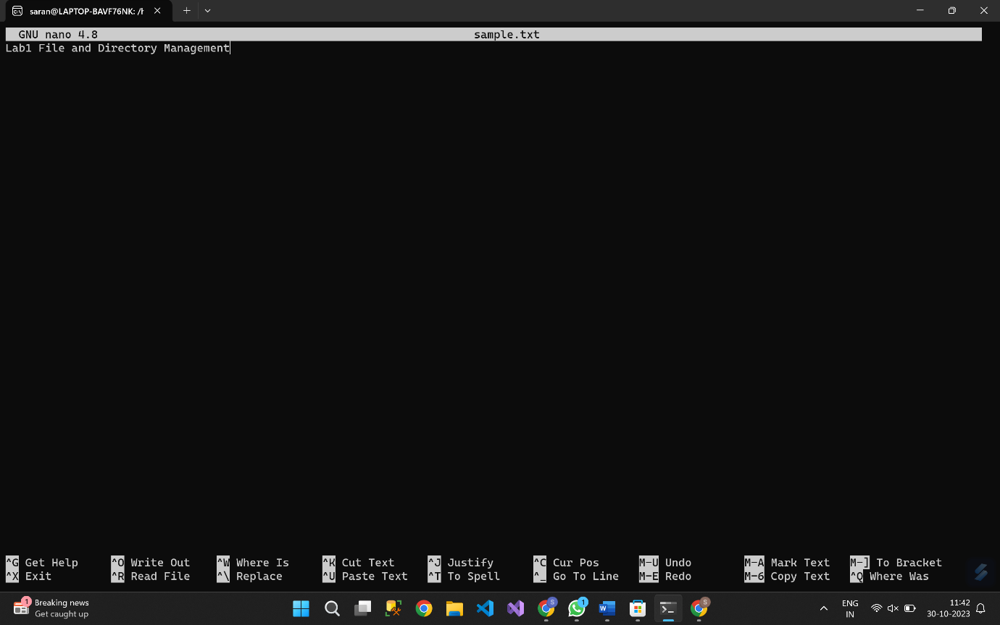 saran@LAPTOP-BAVF76NK: /h
GNU nano 4.8 sample.txt
Lab1 File and Directory Management
^G Get Help ^O Write Out ^W Where Is ^K Cut Text ^J Justify ^C Cur Pos M-U Undo M-A Mark Text M-] To Bracket
^X Exit ^R Read File ^\ Replace ^U Paste Text ^T To Spell ^_ Go To Line M-E Redo M-6 Copy Text ^Q Where Was
1
Breaking news
Get caught up
S
1
W
S
ENG
IN
11:42
30-10-2023